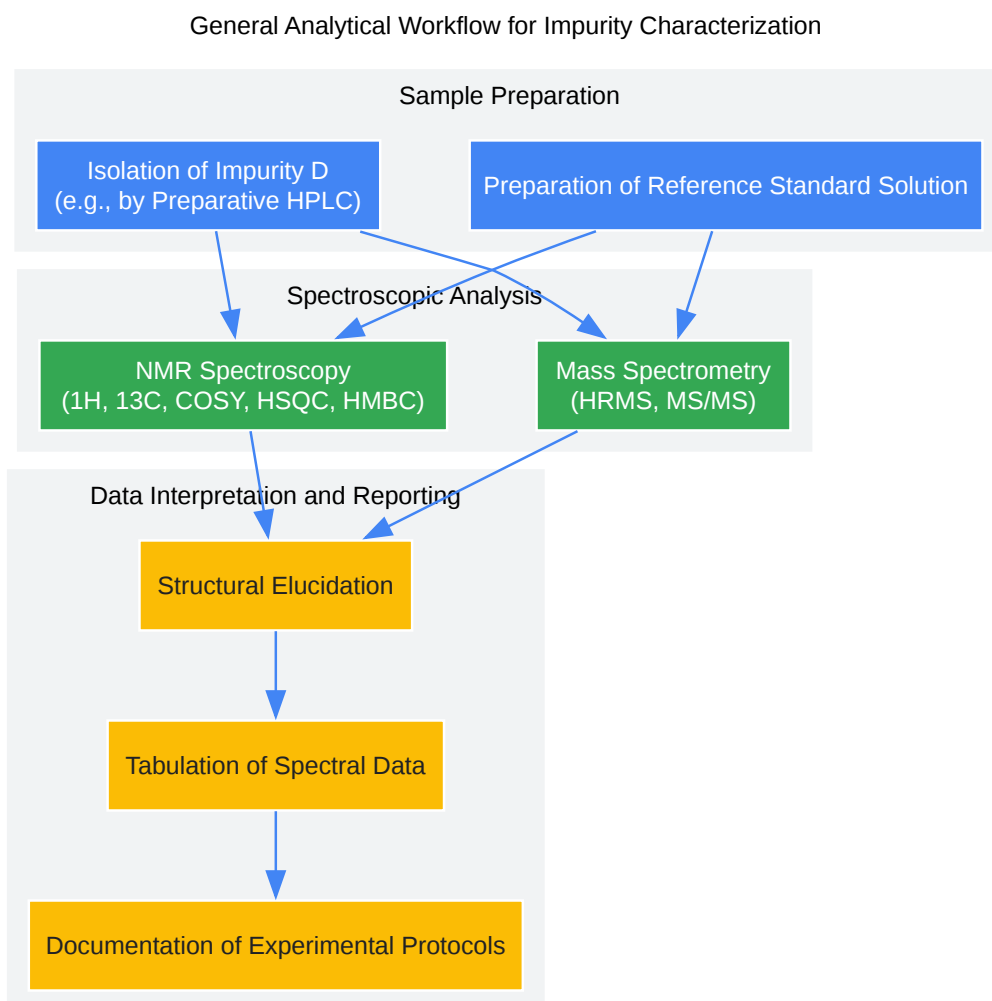 General Analytical Workflow for Impurity Characterization
Sample Preparation
Isolation of Impurity D
(e.g., by Preparative HPLC)
Preparation of Reference Standard Solution
Spectroscopic Analysis
NMR Spectroscopy
(1H, 13C, COSY, HSQC, HMBC)
Mass Spectrometry
(HRMS, MS/MS)
Data Interpretation and Reporting
Structural Elucidation
Tabulation of Spectral Data
Documentation of Experimental Protocols